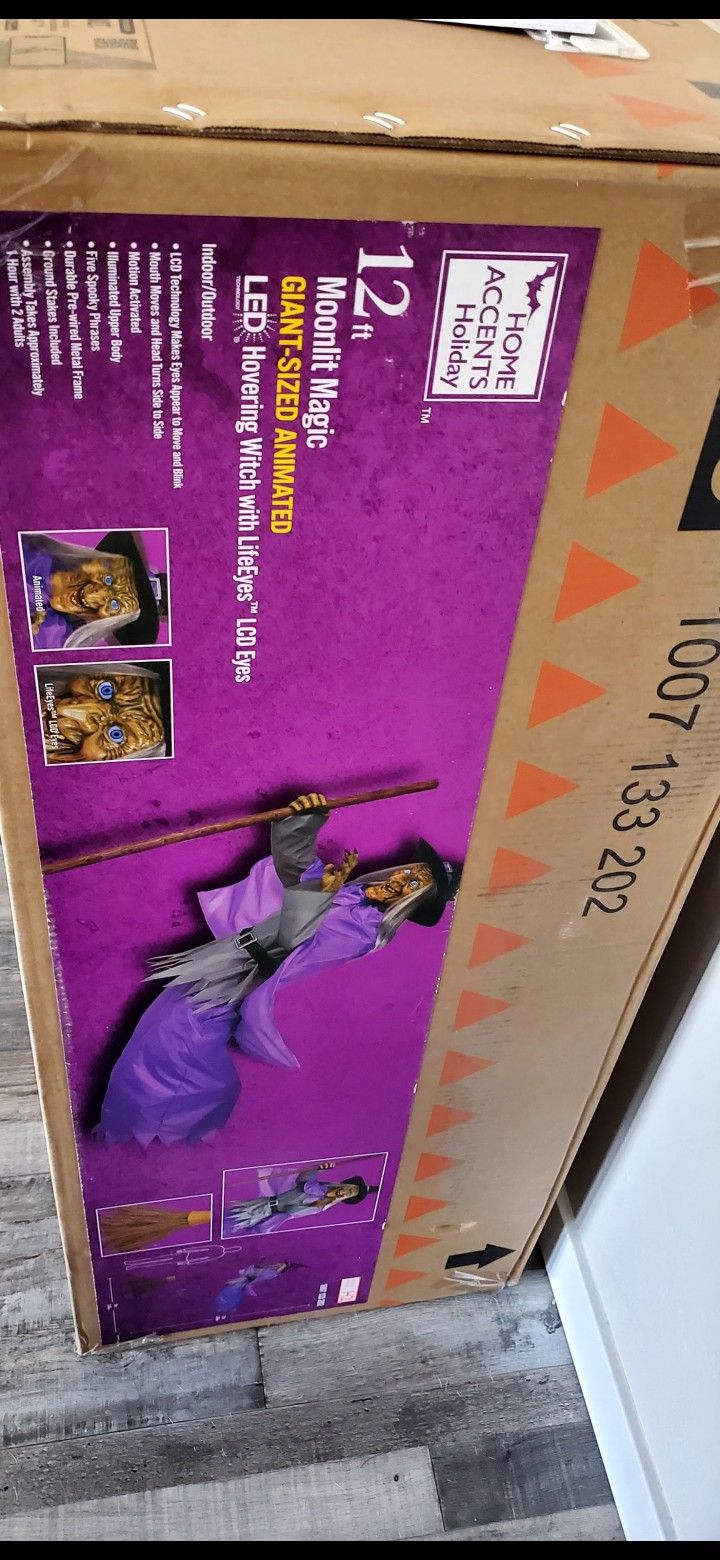 HOME
ACCENTS
Holiday
TM
12 ft
Moonlit Magic
GIANT-SIZED ANIMATED
LED Hovering Witch with LifeEyes™ LCD Eyes
TECHNOLOGY
Indoor/Outdoor
• LCD Technology Makes Eyes Appear to Move and Blink
• Mouth Moves and Head Turns Side to Side
• Motion Activated
• Illuminated Upper Body
• Five Spooky Phrases
• Durable Pre-wired Metal Frame
• Ground Stakes Included
• Assembly Takes Approximately
1 Hour with 2 Adults
Animated
LifeEyes™ LCD Eyes
1007 133 202